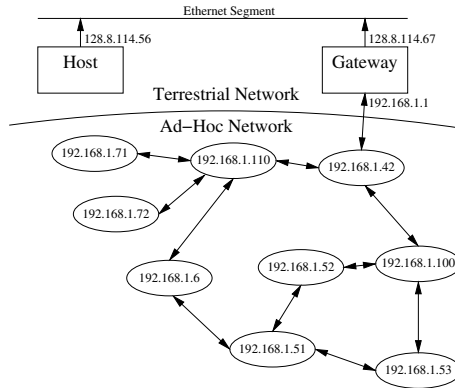 Ethernet Segment
128.8.114.56
128.8.114.67
Host
Gateway
Terrestrial Network
192.168.1.1
Ad-Hoc Network
192.168.1.71
192.168.1.110
192.168.1.42
192.168.1.72
192.168.1.6
192.168.1.52
192.168.1.100
192.168.1.51
192.168.1.53